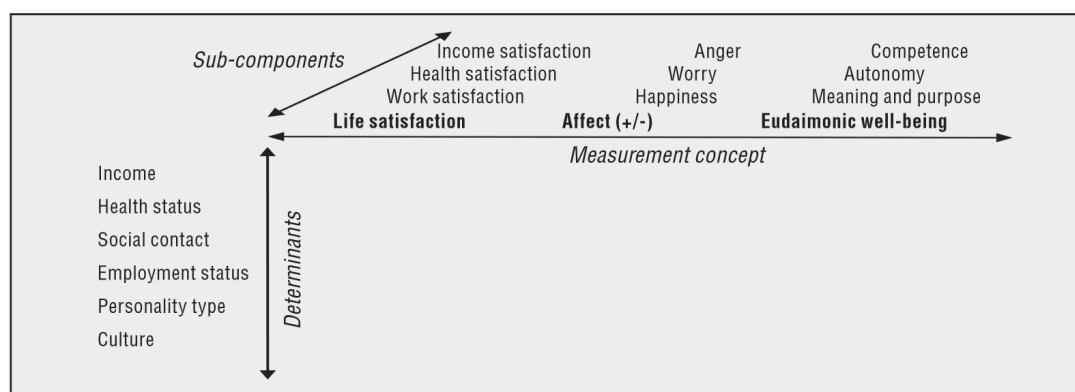 Sub-components
Income satisfaction Anger Competence
Health satisfaction Worry Autonomy
Work satisfaction Happiness Meaning and purpose
Life satisfaction Affect (+/-) Eudaimonic well-being
Measurement concept
Income
Health status
Social contact
Employment status
Personality type
Culture
Determinants